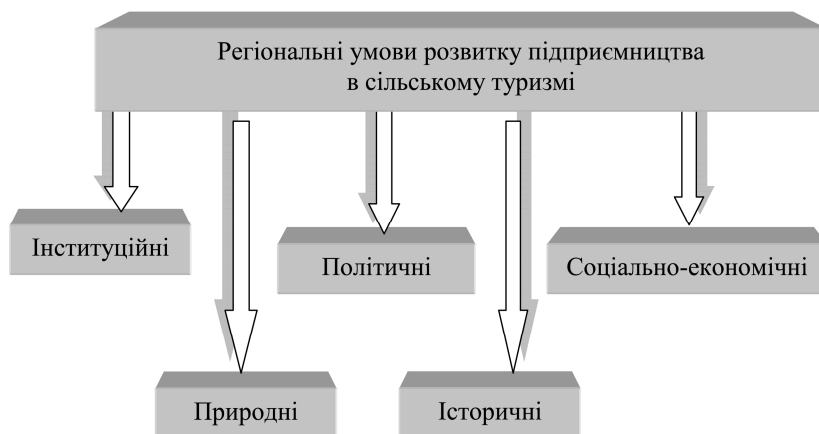 Регіональні умови розвитку підприємництва
в сільському туризмі
Інституційні
Політичні
Соціально-економічні
Природні
Історичні